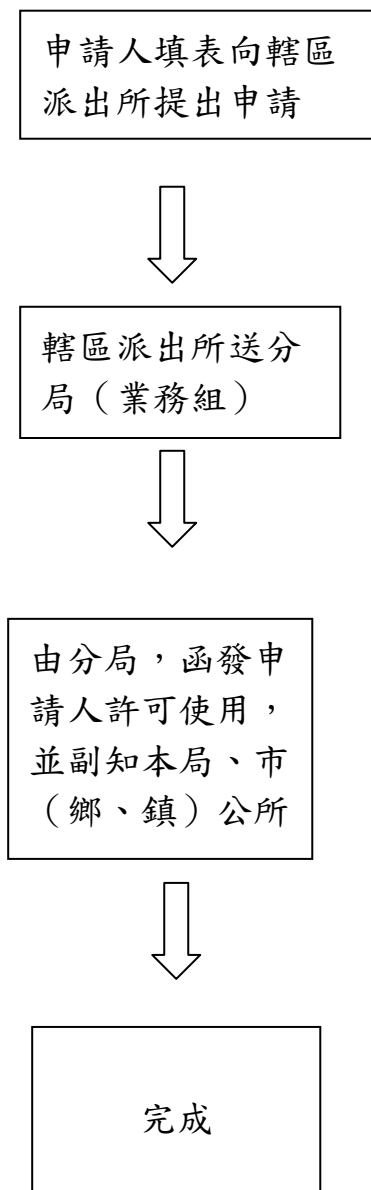 申請人填表向轄區
派出所提出申請
轄區派出所送分
局（業務組）
由分局，函發申
請人許可使用，
並副知本局、市
（鄉、鎮）公所
完成